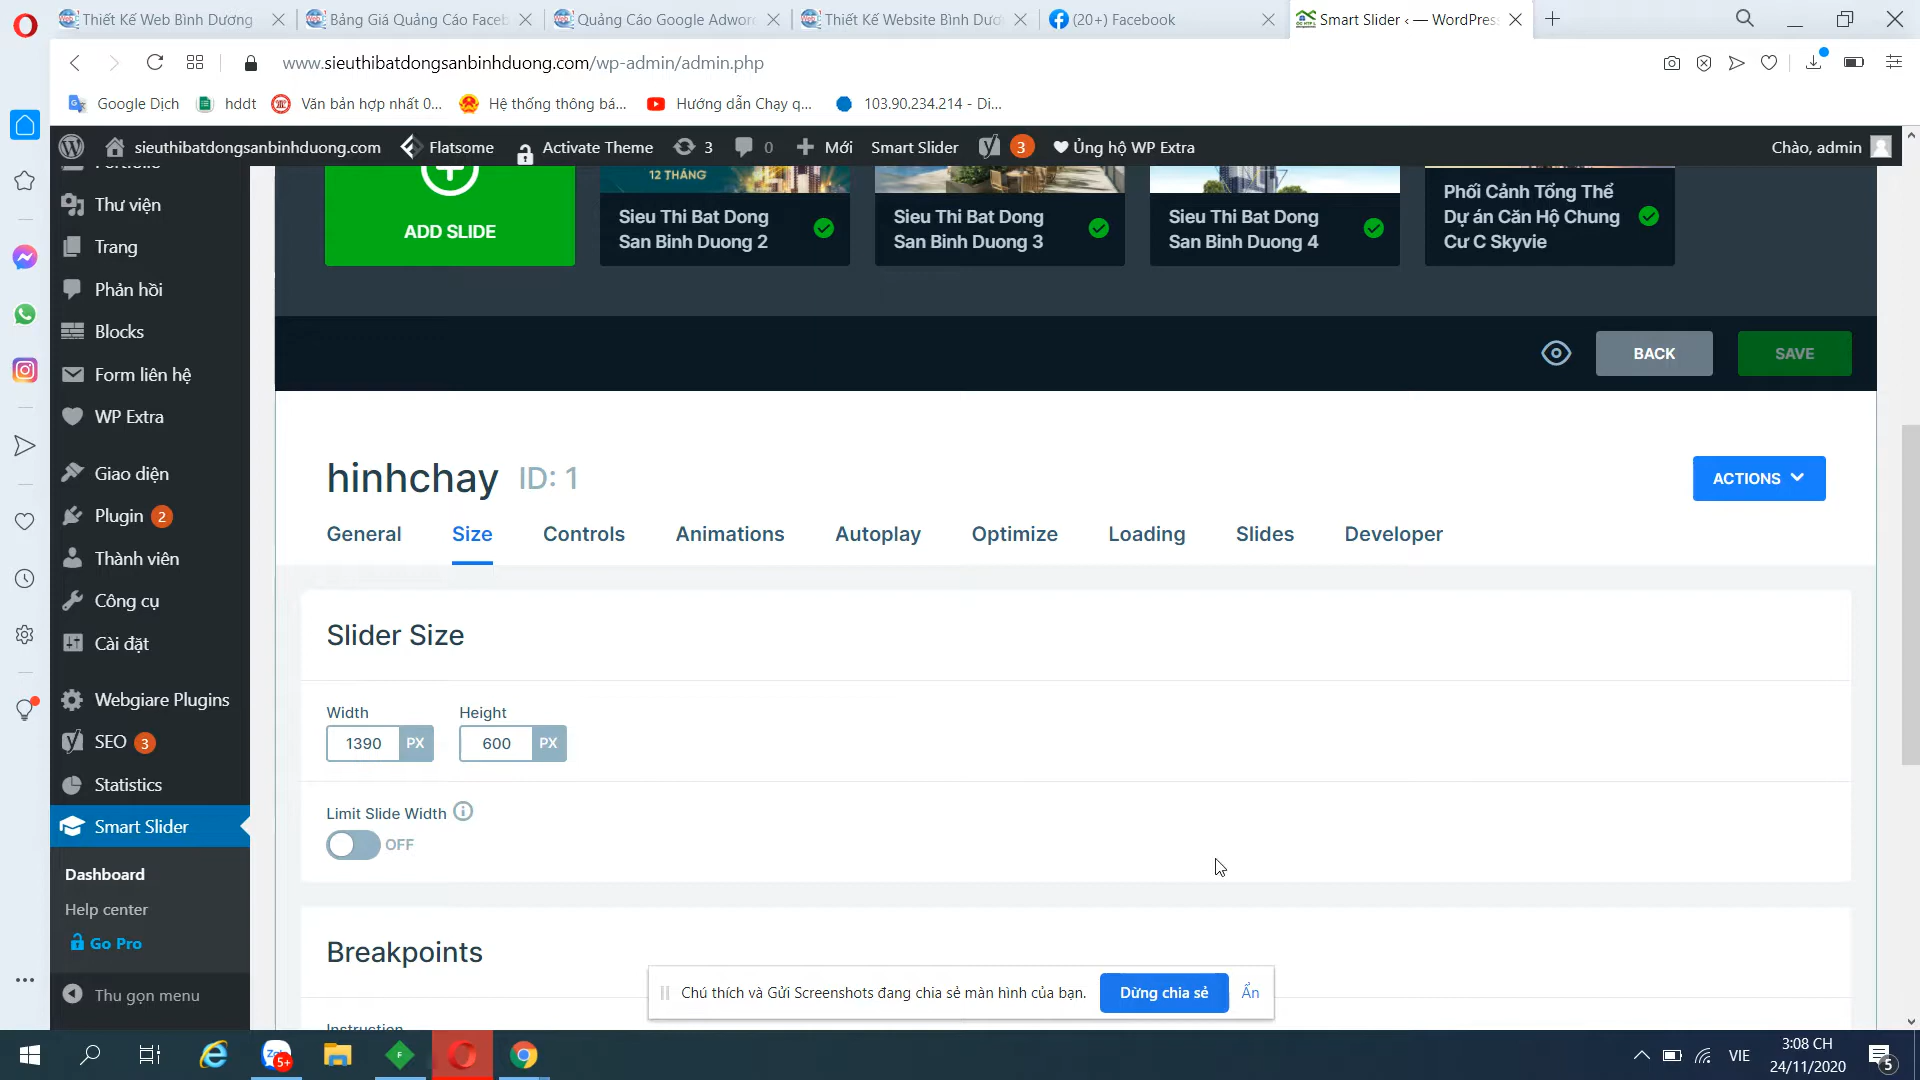 Thiết Kế Web Bình Dương
Bảng Giá Quảng Cáo Faceb
Quảng Cáo Google Adwor
Thiết Kế Website Bình Dươ
(20+) Facebook
Smart Slider ‹ — WordPress
www.sieuthibatdongsanbinhduong.com/wp-admin/admin.php
Google Dịch
hddt
Văn bản hợp nhất 0...
Hệ thống thông bá...
Hướng dẫn Chạy q...
103.90.234.214 - Di...
sieuthibatdongsanbinhduong.com
Flatsome
Activate Theme
3
0
Mới
Smart Slider
3
Ủng hộ WP Extra
Chào, admin
Portfolio
Thư viện
Trang
Phản hồi
Blocks
Form liên hệ
WP Extra
Giao diện
Plugin 2
Thành viên
Công cụ
Cài đặt
Webgiare Plugins
SEO 3
Statistics
Smart Slider
Dashboard
Help center
Go Pro
Thu gọn menu
ADD SLIDE
12 THÁNG
Sieu Thi Bat Dong
San Binh Duong 2
Sieu Thi Bat Dong
San Binh Duong 3
Sieu Thi Bat Dong
San Binh Duong 4
Phối Cảnh Tổng Thể
Dự án Căn Hộ Chung
Cư C Skyvie
BACK
SAVE
hinhchay ID: 1
ACTIONS
General
Size
Controls
Animations
Autoplay
Optimize
Loading
Slides
Developer
Slider Size
Width
Height
1390 PX
600 PX
Limit Slide Width
OFF
Breakpoints
Instruction
Chú thích và Gửi Screenshots đang chia sẻ màn hình của bạn.
Dừng chia sẻ
Ẩn
5+
VIE
3:08 CH
24/11/2020
5